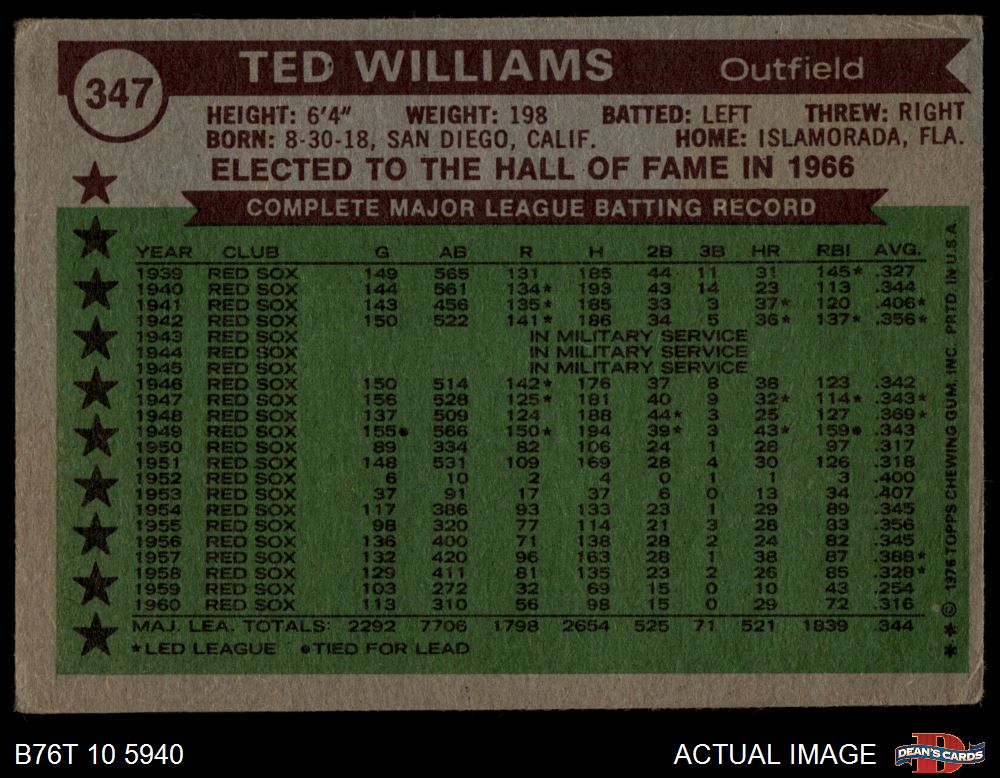 347
TED WILLIAMS Outfield
HEIGHT: 6'4" WEIGHT: 198 BATTED: LEFT THREW: RIGHT
BORN: 8-30-18, SAN DIEGO, CALIF. HOME: ISLAMORADA, FLA.
ELECTED TO THE HALL OF FAME IN 1966
COMPLETE MAJOR LEAGUE BATTING RECORD
YEAR CLUB G AB R H 2B 3B HR RBI AVG.
1939 RED SOX 149 565 131 185 44 11 31 145★ .327
1940 RED SOX 144 561 134★ 193 43 14 23 113 .344
1941 RED SOX 143 456 135★ 185 33 3 37★ 120 .406★
1942 RED SOX 150 522 141★ 186 34 5 36★ 137★ .356★
1943 RED SOX IN MILITARY SERVICE
1944 RED SOX IN MILITARY SERVICE
1945 RED SOX IN MILITARY SERVICE
1946 RED SOX 150 514 142★ 176 37 8 38 123 .342
1947 RED SOX 156 528 125★ 181 40 9 32★ 114★ .343★
1948 RED SOX 137 509 124 188 44★ 3 25 127 .369★
1949 RED SOX 155● 566 150★ 194 39★ 3 43★ 159● .343
1950 RED SOX 89 334 82 106 24 1 28 97 .317
1951 RED SOX 148 531 109 169 28 4 30 126 .318
1952 RED SOX 6 10 2 4 0 1 1 3 .400
1953 RED SOX 37 91 17 37 6 0 13 34 .407
1954 RED SOX 117 386 93 133 23 1 29 89 .345
1955 RED SOX 98 320 77 114 21 3 28 83 .356
1956 RED SOX 136 400 71 138 28 2 24 82 .345
1957 RED SOX 132 420 96 163 28 1 38 87 .388★
1958 RED SOX 129 411 81 135 23 2 26 85 .328★
1959 RED SOX 103 272 32 69 15 0 10 43 .254
1960 RED SOX 113 310 56 98 15 0 29 72 .316
MAJ. LEA. TOTALS: 2292 7706 1798 2654 525 71 521 1839 .344
★LED LEAGUE ●TIED FOR LEAD
** © 1976 TOPPS CHEWING GUM, INC. PRTD. IN U.S.A.
B76T 10 5940 ACTUAL IMAGE DEAN'S CARDS